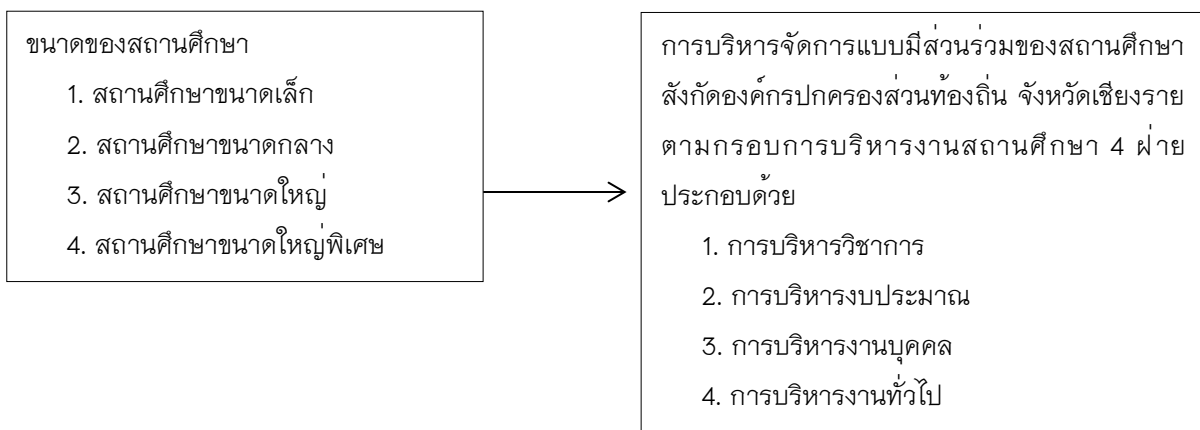 ขนาดของสถานศึกษา
1. สถานศึกษาขนาดเล็ก
2. สถานศึกษาขนาดกลาง
3. สถานศึกษาขนาดใหญ่
4. สถานศึกษาขนาดใหญ่พิเศษ
การบริหารจัดการแบบมีส่วนร่วมของสถานศึกษา
สังกัดองค์กรปกครองส่วนท้องถิ่น จังหวัดเชียงราย
ตามกรอบการบริหารงานสถานศึกษา 4 ฝ่าย
ประกอบด้วย
1. การบริหารวิชาการ
2. การบริหารงบประมาณ
3. การบริหารงานบุคคล
4. การบริหารงานทั่วไป